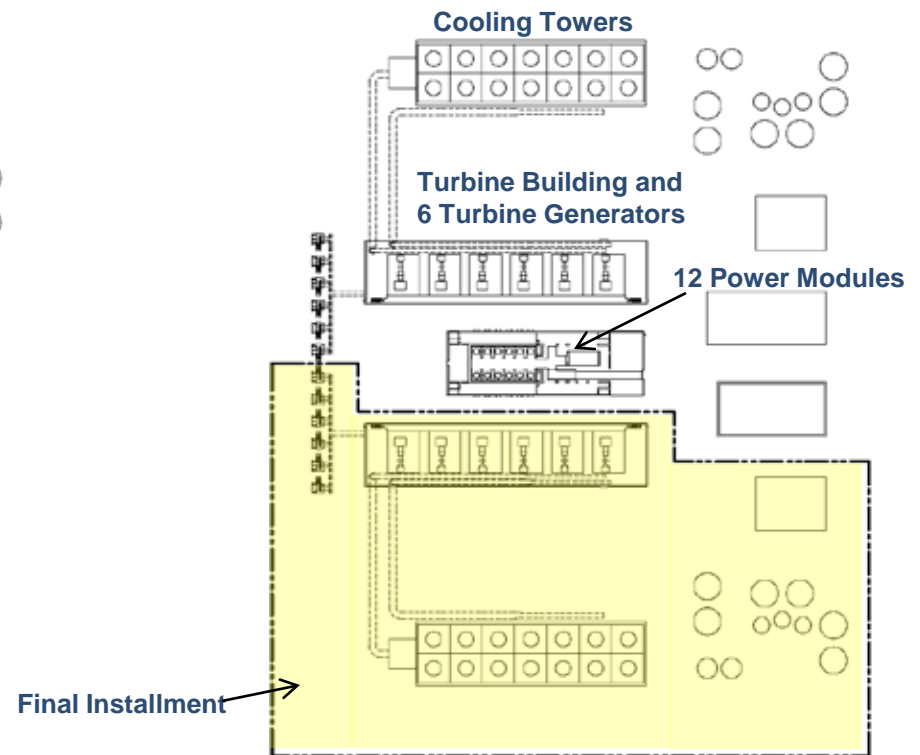 Cooling Towers
Turbine Building and
6 Turbine Generators
12 Power Modules
Final Installment